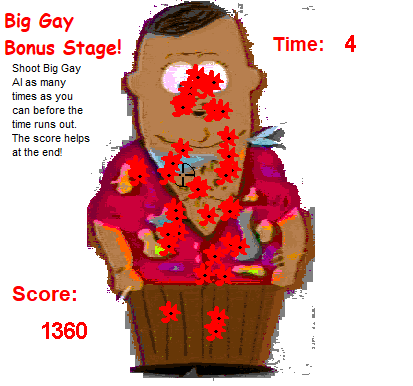 Big Gay
Bonus Stage!
Time: 4
Shoot Big Gay
Al as many
times as you
can before the
time runs out.
The score helps
at the end!
Score:
1360